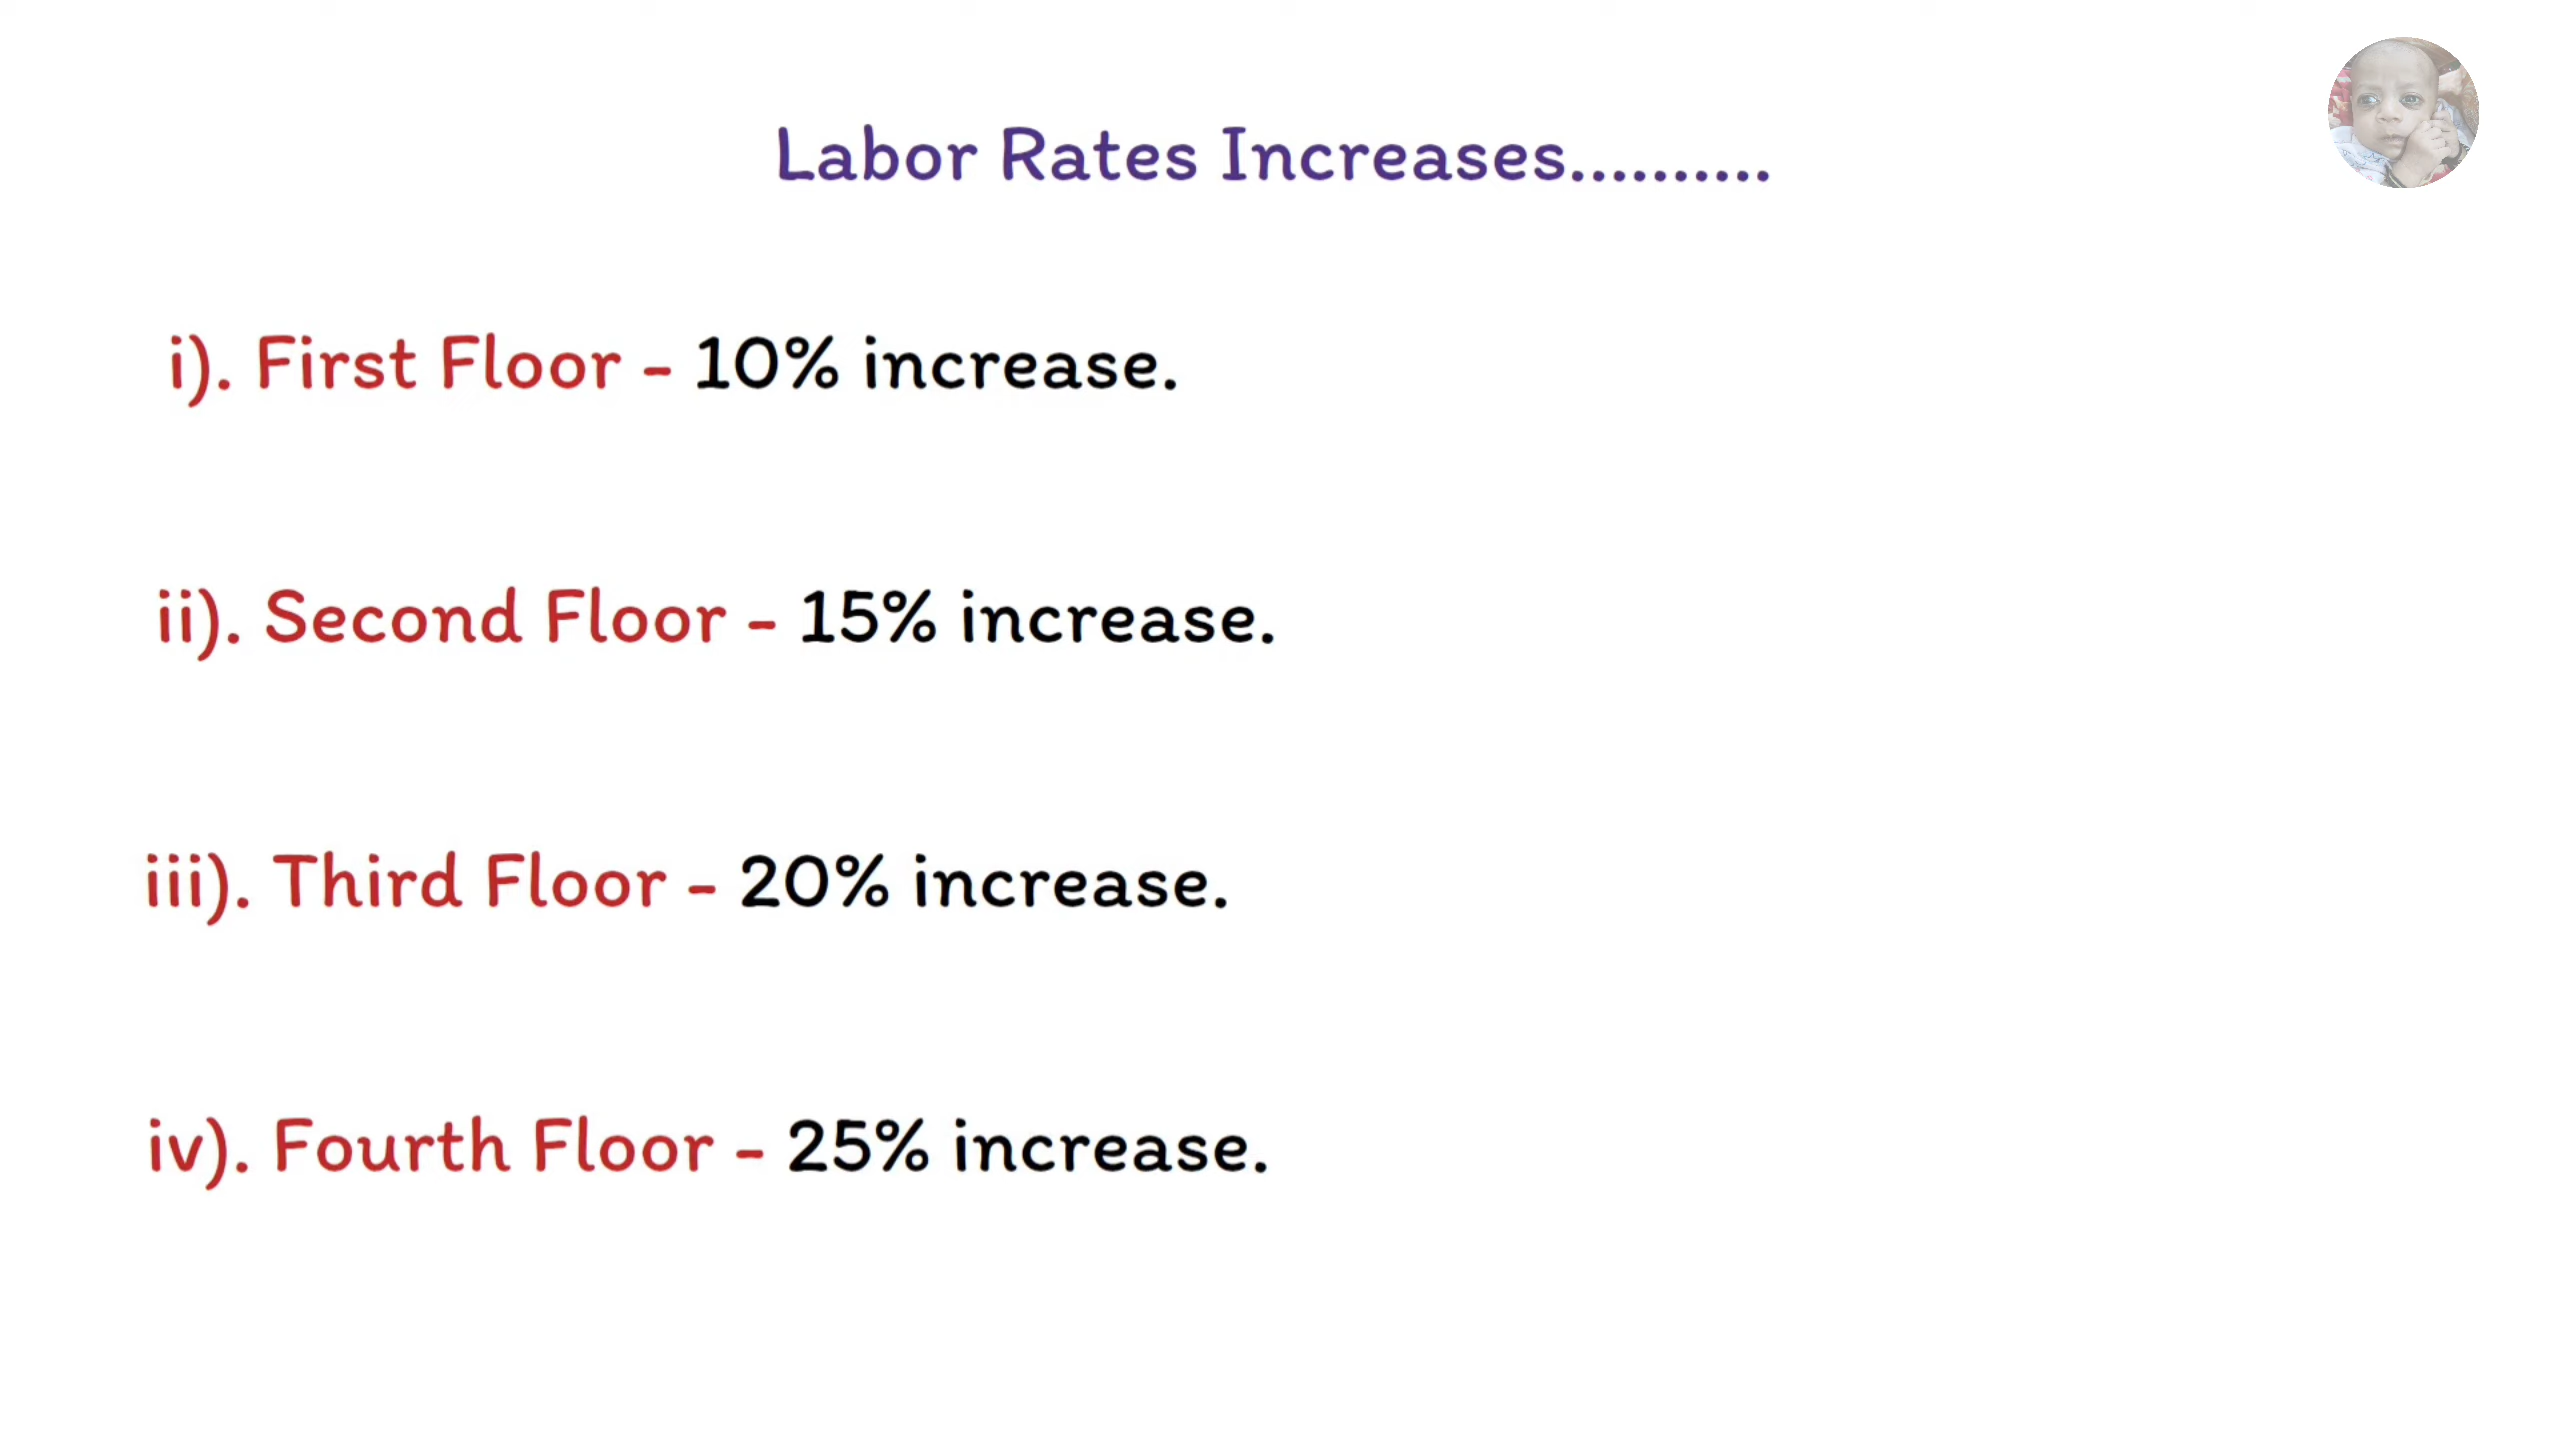 Labor Rates Increases..........
i). First Floor - 10% increase.
ii). Second Floor - 15% increase.
iii). Third Floor - 20% increase.
iv). Fourth Floor - 25% increase.